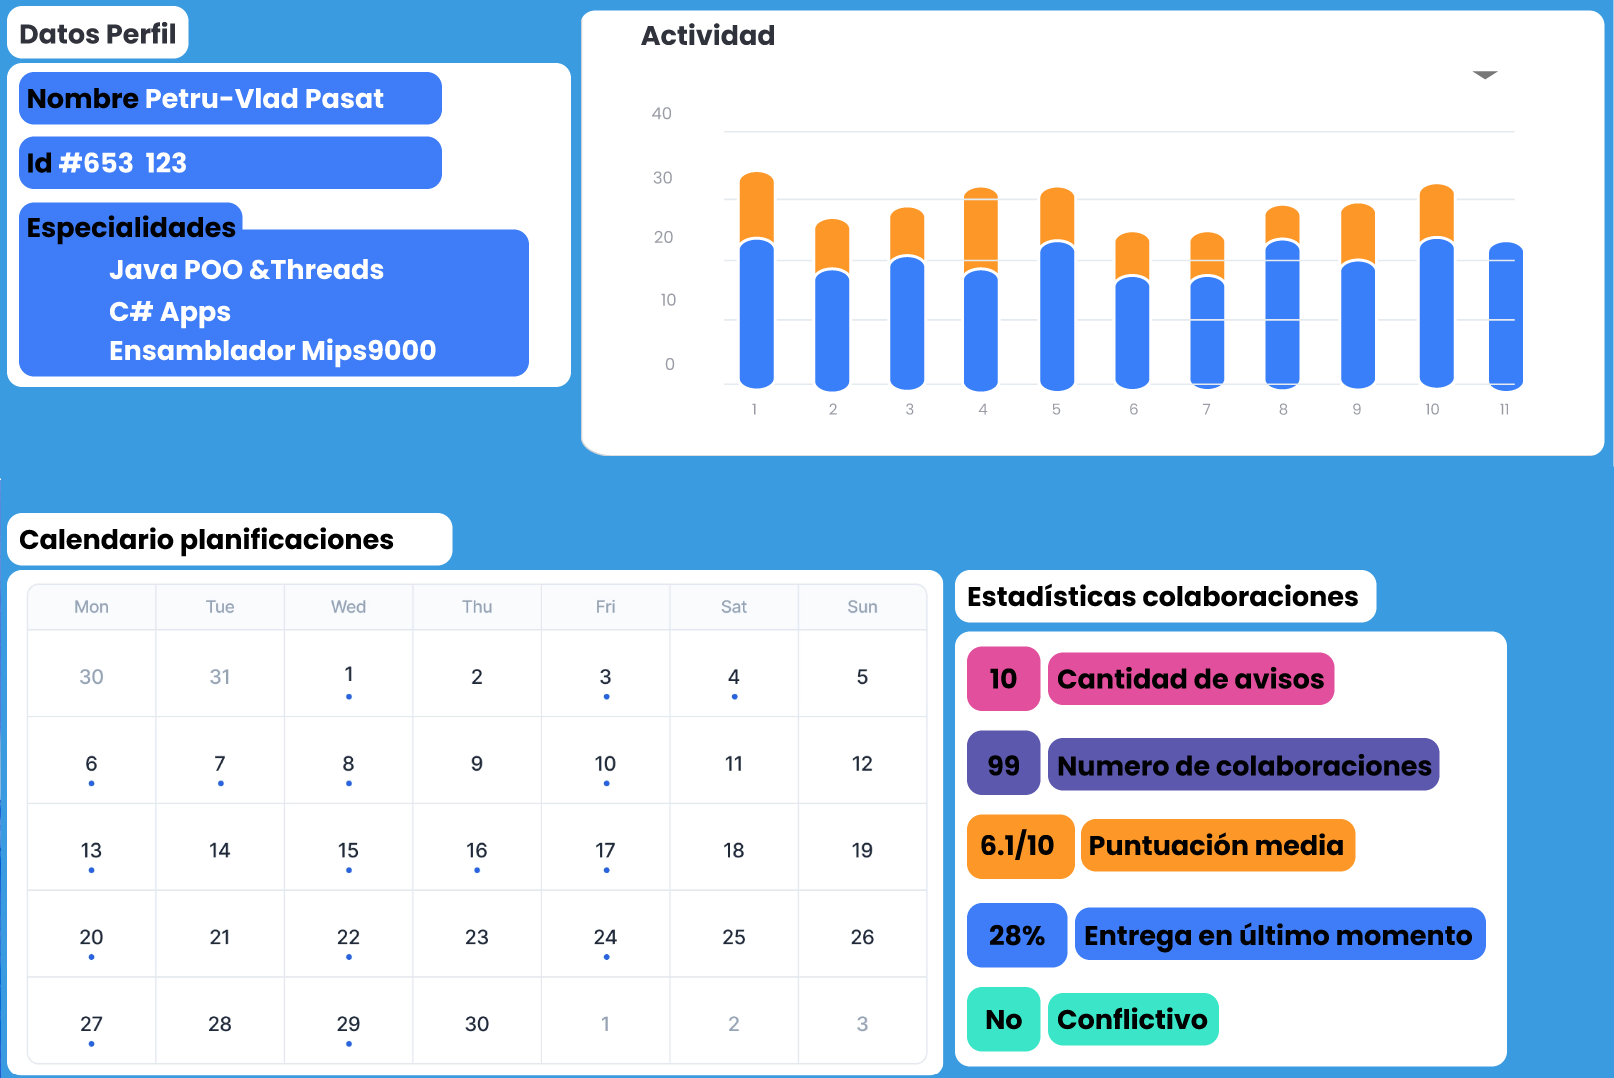 Datos Perfil
Nombre Petru-Vlad Pasat
Id #653 123
Especialidades
Java POO &Threads
C# Apps
Ensamblador Mips9000
Actividad
40
30
20
10
0
1 2 3 4 5 6 7 8 9 10 11
Calendario planificaciones
Mon Tue Wed Thu Fri Sat Sun
30 31 1 2 3 4 5
6 7 8 9 10 11 12
13 14 15 16 17 18 19
20 21 22 23 24 25 26
27 28 29 30 1 2 3
Estadísticas colaboraciones
10 Cantidad de avisos
99 Numero de colaboraciones
6.1/10 Puntuación media
28% Entrega en último momento
No Conflictivo